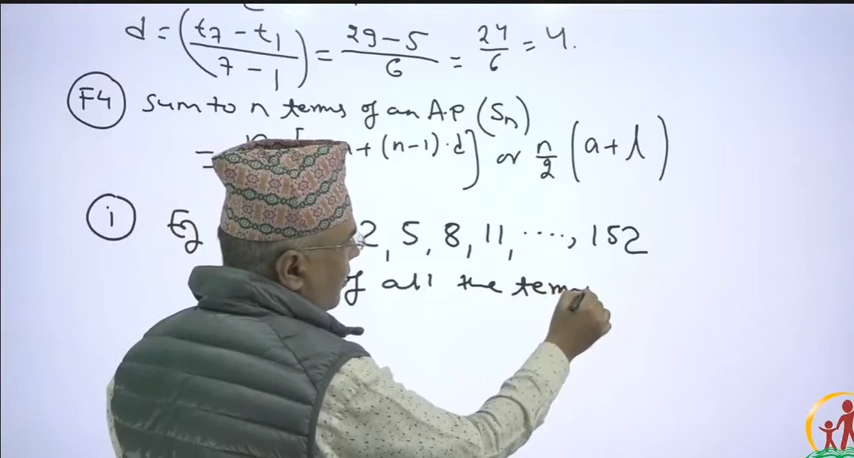 d = (t7 - t1 / 7 - 1) = 29 - 5 / 6 = 24 / 6 = 4.
F4 Sum to n terms of an A.P (Sn)
= + (n-1)·d] or n/2 (a + l)
i Eg 2, 5, 8, 11, ...., 152
of all the term